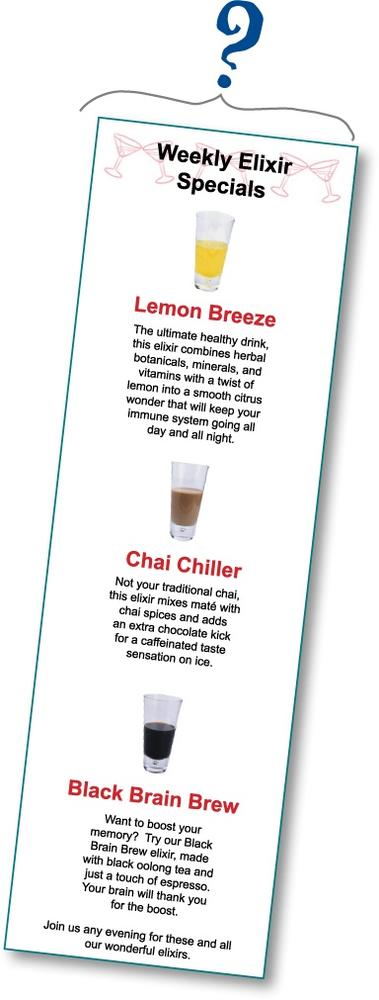 ?
Weekly Elixir
Specials
Lemon Breeze
The ultimate healthy drink,
this elixir combines herbal
botanicals, minerals, and
vitamins with a twist of
lemon into a smooth citrus
wonder that will keep your
immune system going all
day and all night.
Chai Chiller
Not your traditional chai,
this elixir mixes maté with
chai spices and adds
an extra chocolate kick
for a caffeinated taste
sensation on ice.
Black Brain Brew
Want to boost your
memory?  Try our Black
Brain Brew elixir, made
with black oolong tea and
just a touch of espresso.
Your brain will thank you
for the boost.
Join us any evening for these and all
our wonderful elixirs.